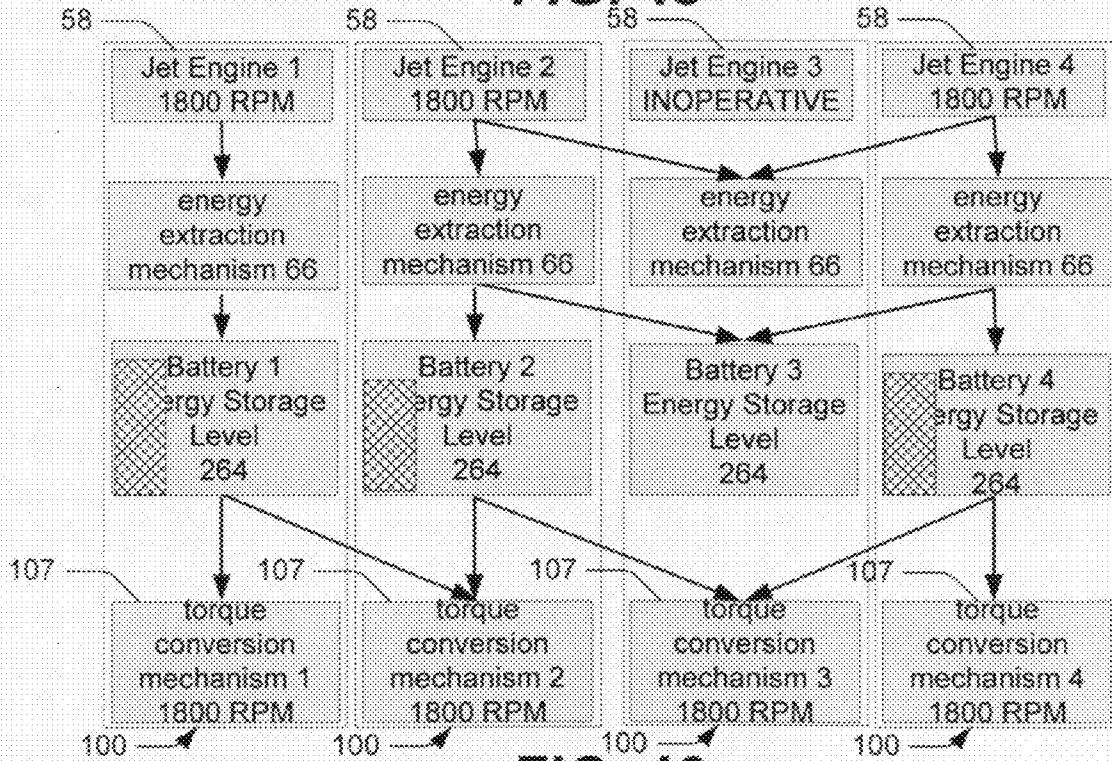 58
58
58
58
Jet Engine 1
1800 RPM
Jet Engine 2
1800 RPM
Jet Engine 3
INOPERATIVE
Jet Engine 4
1800 RPM
energy
extraction
mechanism 66
energy
extraction
mechanism 66
energy
extraction
mechanism 66
energy
extraction
mechanism 66
Battery 1
ergy Storage
Level
264
Battery 2
ergy Storage
Level
264
Battery 3
Energy Storage
Level
264
Battery 4
ergy Storage
Level
264
107
107
107
107
torque
conversion
mechanism 1
1800 RPM
torque
conversion
mechanism 2
1800 RPM
torque
conversion
mechanism 3
1800 RPM
torque
conversion
mechanism 4
1800 RPM
100
100
100
100